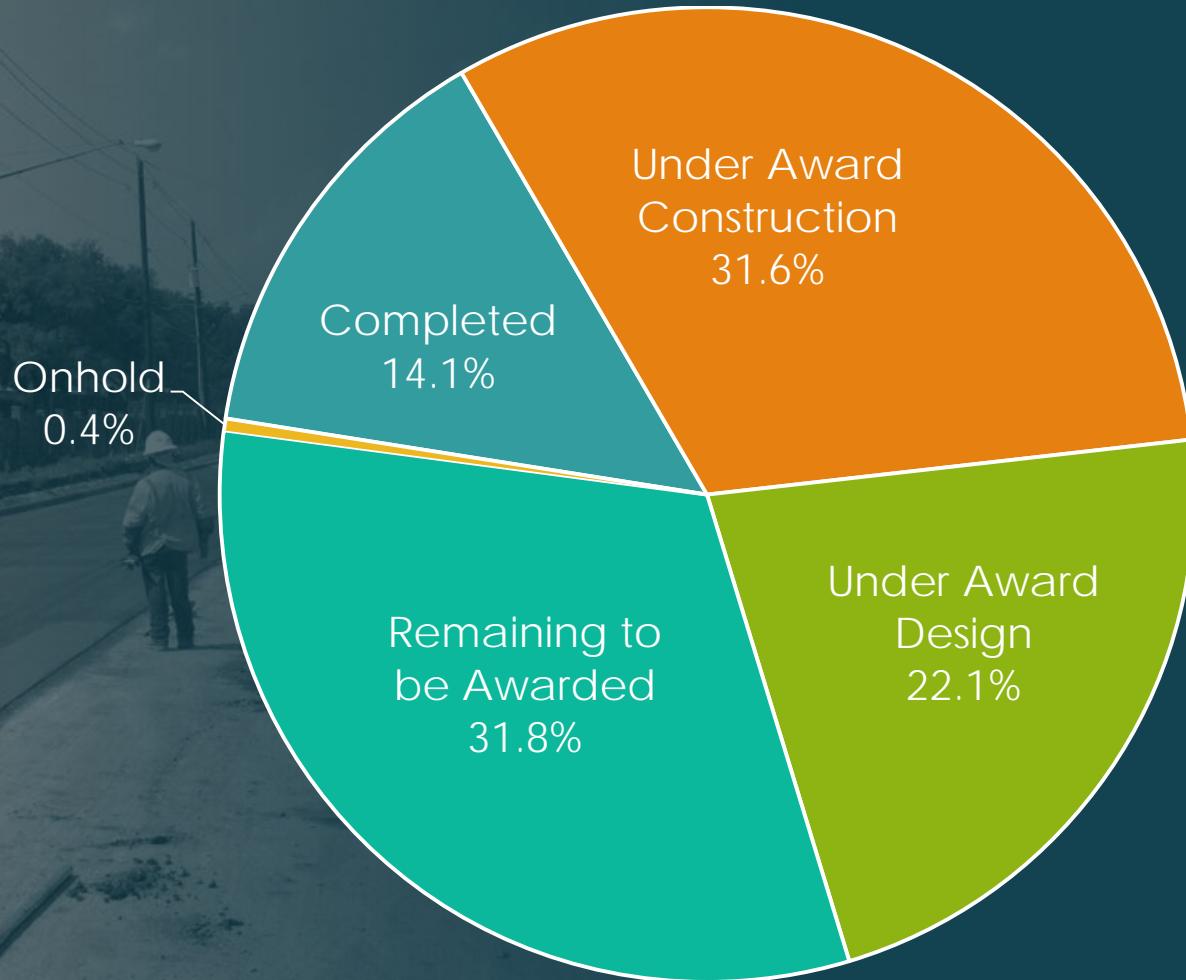 Under Award
Construction
31.6%
Completed
14.1%
Onhold
0.4%
Under Award
Design
22.1%
Remaining to
be Awarded
31.8%